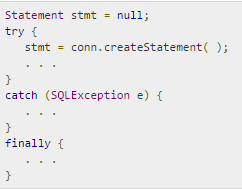 Statement stmt = null;
try {
   stmt = conn.createStatement( );
   . . .
}
catch (SQLException e) {
   . . .
}
finally {
   . . .
}